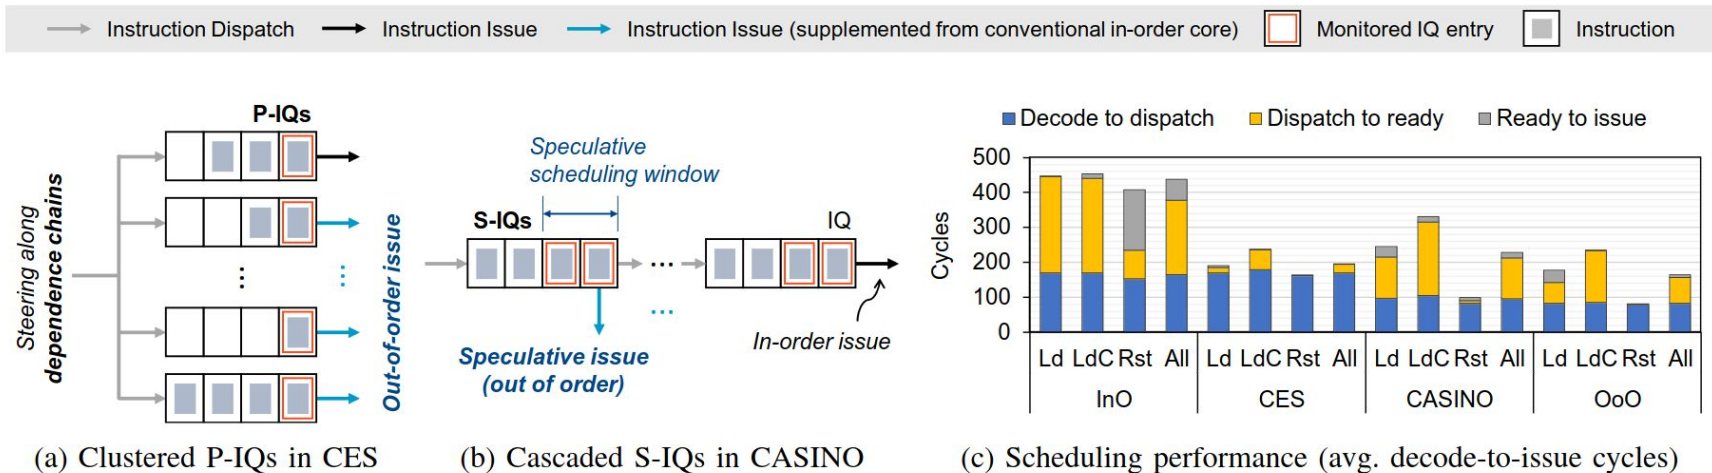 Instruction Dispatch
Instruction Issue
Instruction Issue (supplemented from conventional in-order core)
Monitored IQ entry
Instruction
P-IQs
Steering along
dependence chains
...
...
Out-of-order issue
(a) Clustered P-IQs in CES
Speculative
scheduling window
S-IQs
IQ
...
...
Speculative issue
(out of order)
In-order issue
(b) Cascaded S-IQs in CASINO
Decode to dispatch
Dispatch to ready
Ready to issue
Cycles
500
400
300
200
100
0
Ld LdC Rst All Ld LdC Rst All Ld LdC Rst All Ld LdC Rst All
InO CES CASINO OoO
(c) Scheduling performance (avg. decode-to-issue cycles)